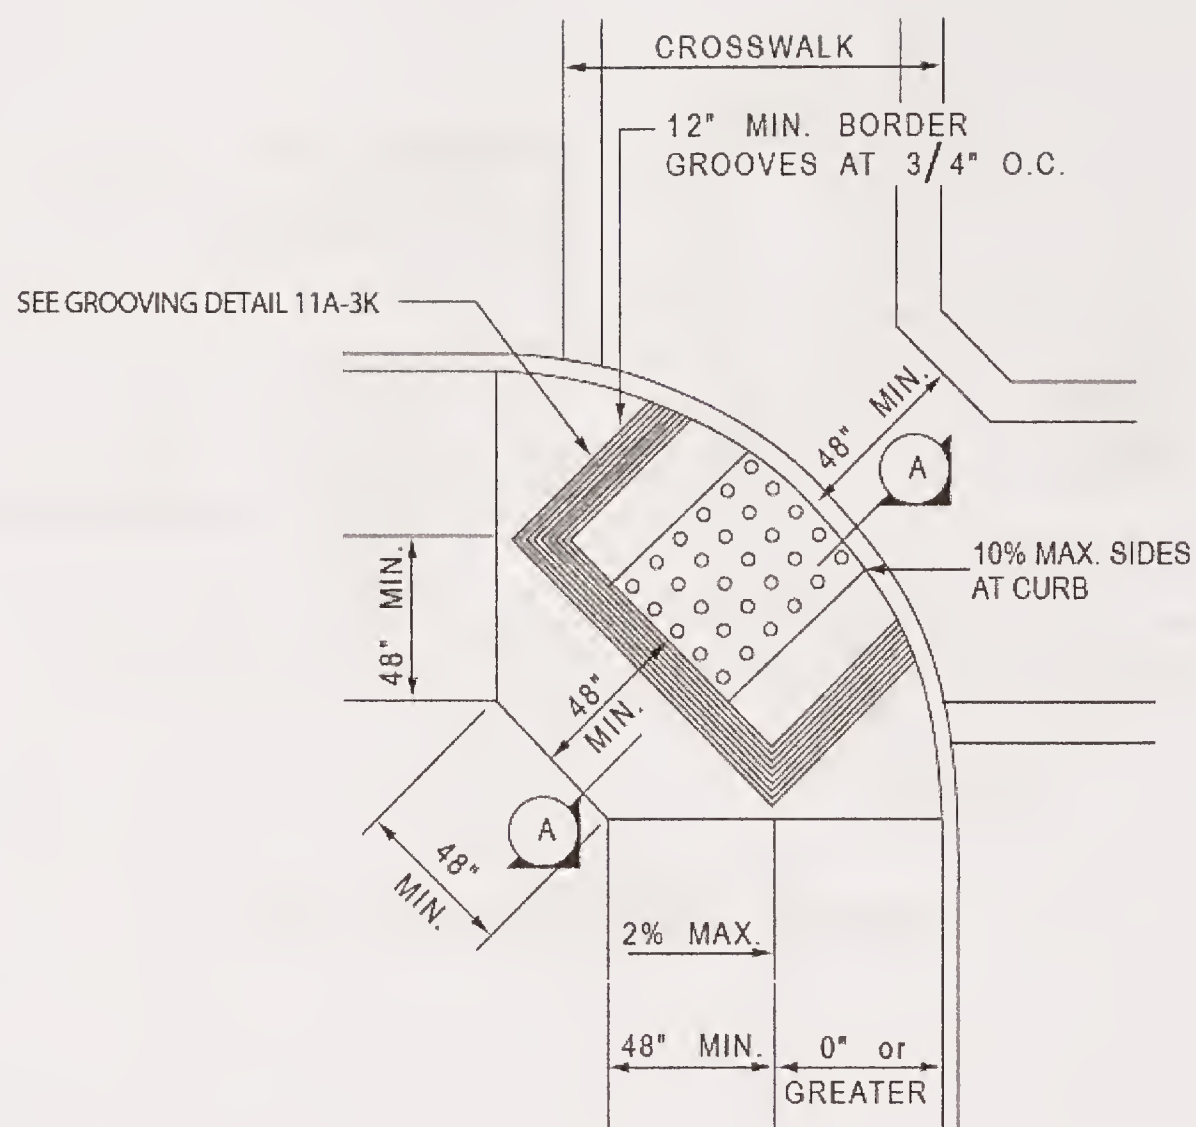 CROSSWALK
12" MIN. BORDER
GROOVES AT 3/4" O.C.
SEE GROOVING DETAIL 11A-3K
48" MIN.
A
10% MAX. SIDES
AT CURB
48" MIN.
48"
MIN.
A
48"
MIN.
2% MAX.
48" MIN.
0" or
GREATER